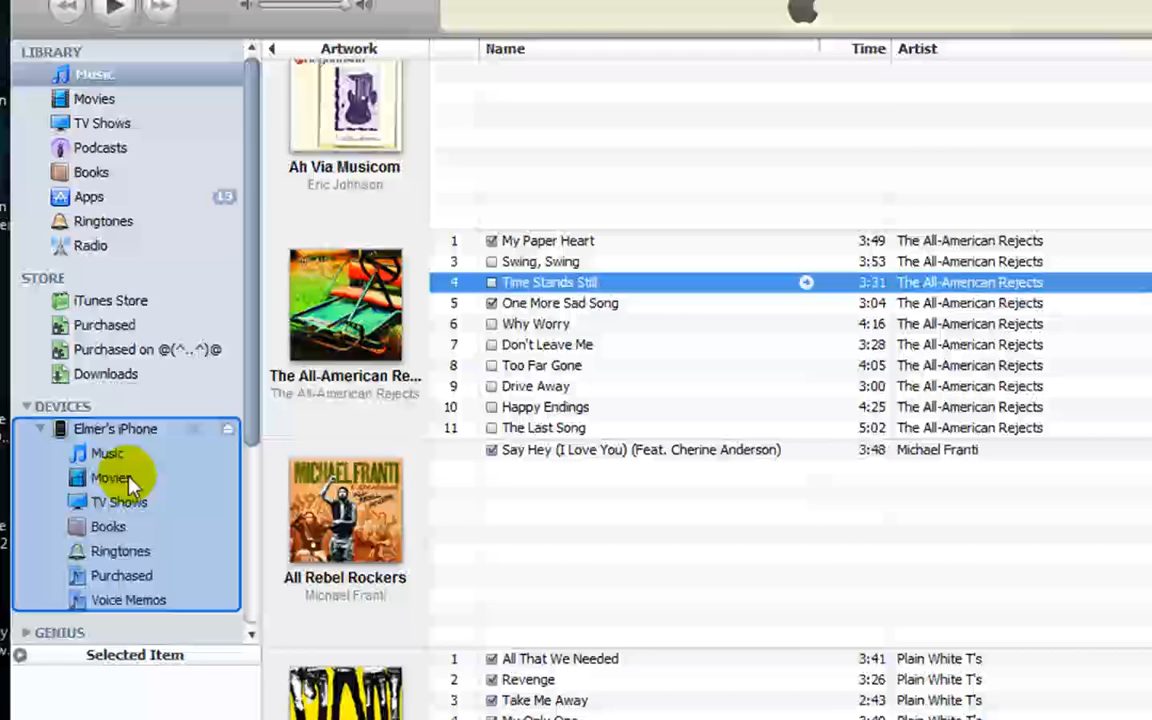 LIBRARY
Music
Movies
TV Shows
Podcasts
Books
Apps 13
Ringtones
Radio
STORE
iTunes Store
Purchased
Purchased on @(^..^)@
Downloads
DEVICES
Elmer's iPhone
Music
Movies
TV Shows
Books
Ringtones
Purchased
Voice Memos
GENIUS
Selected Item
Artwork Name Time Artist
Ah Via Musicom
Eric Johnson
1 My Paper Heart 3:49 The All-American Rejects
3 Swing, Swing 3:53 The All-American Rejects
4 Time Stands Still 3:31 The All-American Rejects
5 One More Sad Song 3:04 The All-American Rejects
6 Why Worry 4:16 The All-American Rejects
7 Don't Leave Me 3:28 The All-American Rejects
8 Too Far Gone 4:05 The All-American Rejects
9 Drive Away 3:00 The All-American Rejects
10 Happy Endings 4:25 The All-American Rejects
11 The Last Song 5:02 The All-American Rejects
The All-American Re...
The All-American Rejects
Say Hey (I Love You) (Feat. Cherine Anderson) 3:48 Michael Franti
MICHAEL FRANTI
All Rebel Rockers
Michael Franti
1 All That We Needed 3:41 Plain White T's
2 Revenge 3:26 Plain White T's
3 Take Me Away 2:43 Plain White T's